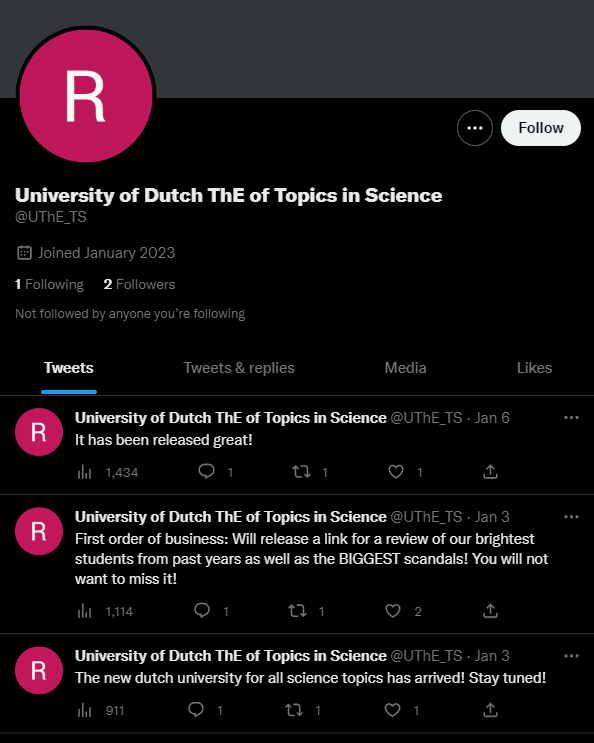 R
Follow
University of Dutch ThE of Topics in Science
@UThE_TS
Joined January 2023
1 Following 2 Followers
Not followed by anyone you're following
Tweets Tweets & replies Media Likes
University of Dutch ThE of Topics in Science @UThE_TS · Jan 6
R
It has been released great!
1,434 1 1 1
University of Dutch ThE of Topics in Science @UThE_TS · Jan 3
R
First order of business: Will release a link for a review of our brightest
students from past years as well as the BIGGEST scandals! You will not
want to miss it!
1,114 1 1 2
University of Dutch ThE of Topics in Science @UThE_TS · Jan 3
R
The new dutch university for all science topics has arrived! Stay tuned!
911 1 1 1